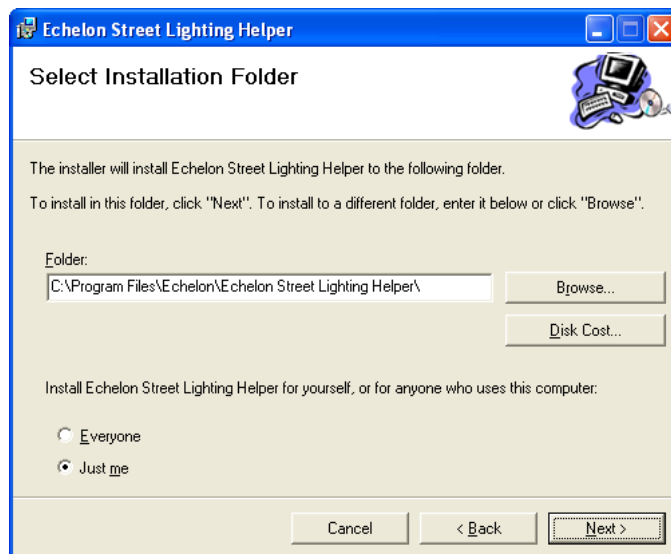 Echelon Street Lighting Helper
Select Installation Folder
The installer will install Echelon Street Lighting Helper to the following folder.
To install in this folder, click "Next". To install to a different folder, enter it below or click "Browse".
Folder:
C:\Program Files\Echelon\Echelon Street Lighting Helper\
Browse...
Disk Cost...
Install Echelon Street Lighting Helper for yourself, or for anyone who uses this computer:
Everyone
Just me
Cancel
< Back
Next >